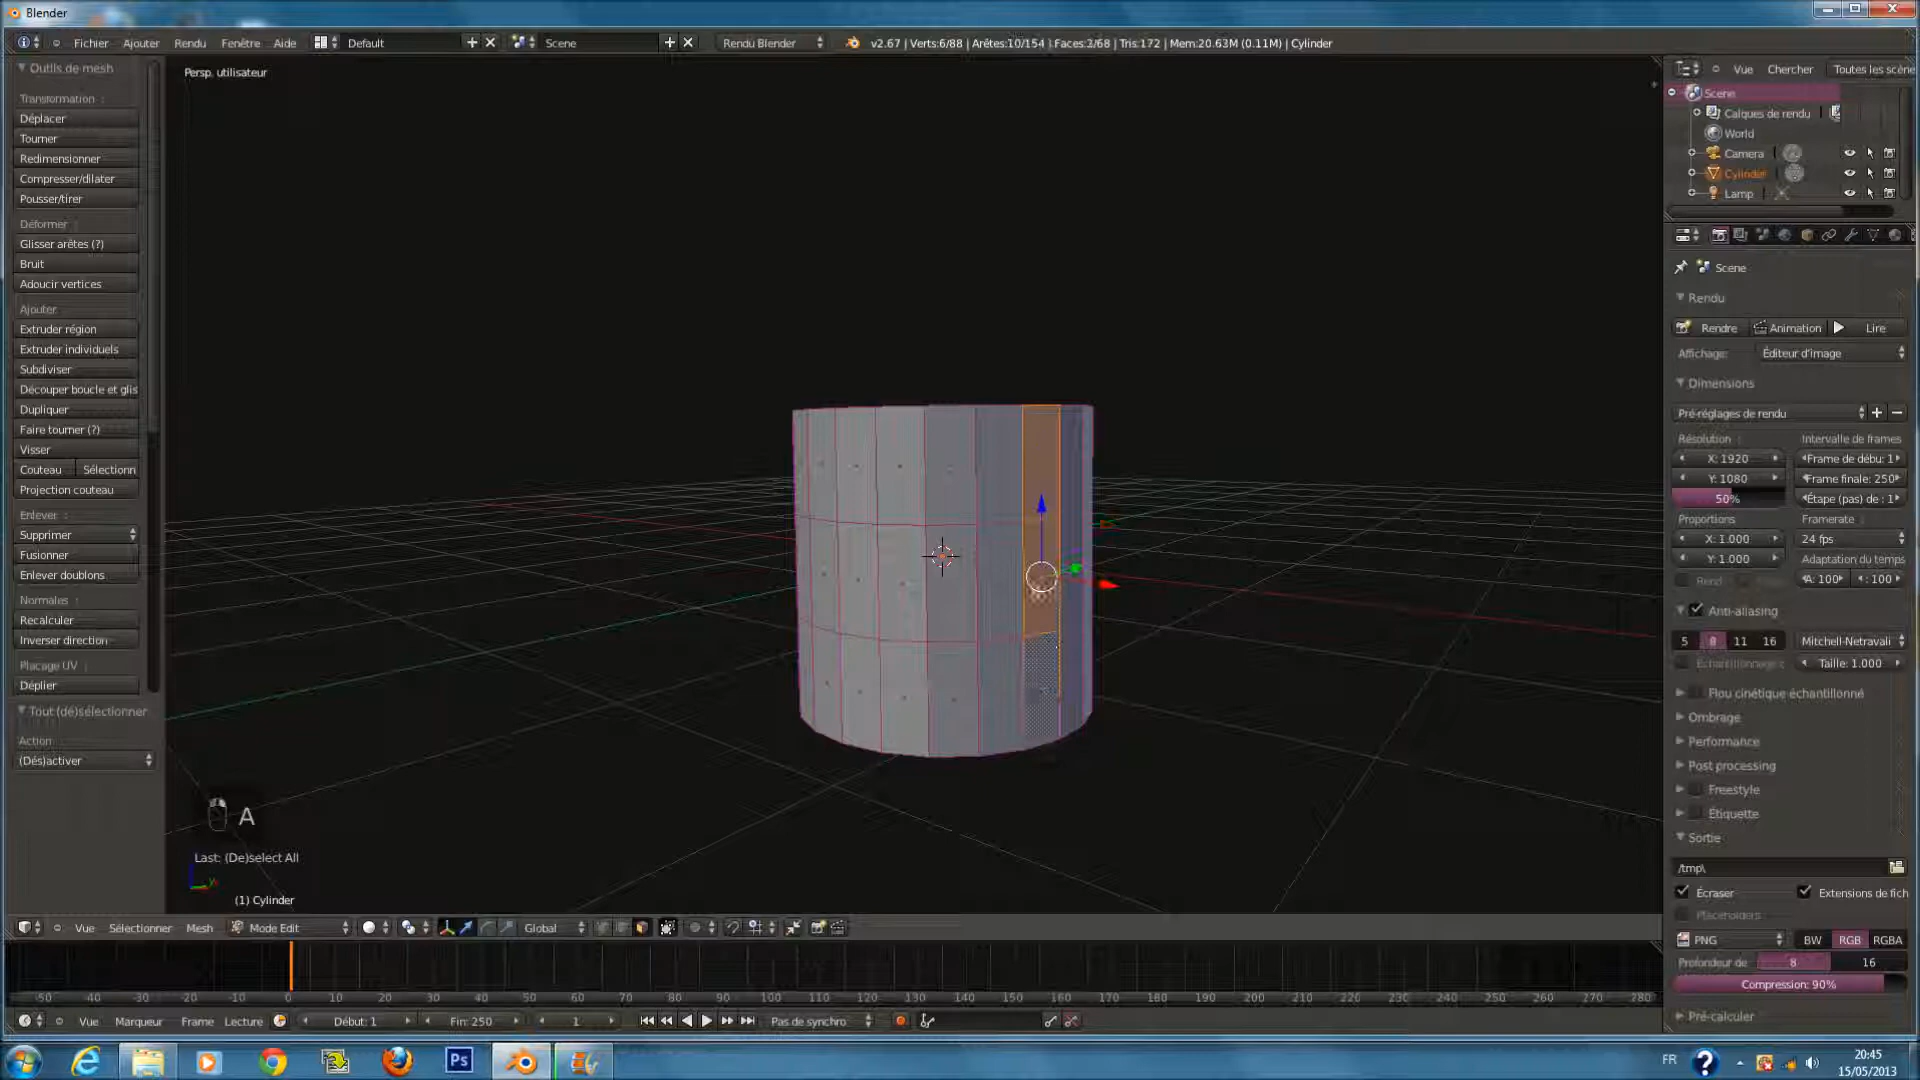 Blender
Fichier Ajouter Rendu Fenêtre Aide Default Scene Rendu Blender v2.67 | Verts:6/88 | Arêtes:10/154 | Faces:3/68 | Tris:172 | Mem:20.63M (0.11M) | Cylinder
Outils de mesh
Transformation :
Déplacer
Tourner
Redimensionner
Compresser/dilater
Pousser/tirer
Déformer :
Glisser arêtes (?)
Bruit
Adoucir vertices
Ajouter
Extruder région
Extruder individuels
Subdiviser
Découper boucle et glis
Dupliquer
Faire tourner (?)
Visser
Couteau Sélectionn
Projection couteau
Enlever :
Supprimer
Fusionner
Enlever doublons
Normales :
Recalculer
Inverser direction
Placage UV :
Déplier
Tout (dé)sélectionner
Action:
(Dés)activer
Persp. utilisateur
A
Last: (De)select All
(1) Cylinder
Vue Chercher Toutes les scène
Scene
Calques de rendu
World
Camera
Cylinder
Lamp
Scene
Rendu
Rendre Animation Lire
Affichage: Éditeur d'image
Dimensions
Pré-réglages de rendu
Résolution : Intervalle de frames
X: 1920 Frame de débu: 1
Y: 1080 Frame finale: 250
50% Étape (pas) de : 1
Proportions : Framerate :
X: 1.000 24 fps
Y: 1.000 Adaptation du temps
A: 100 : 100
Anti-aliasing
5 8 11 16 Mitchell-Netravali
Taille: 1.000
Flou cinétique échantillonné
Ombrage
Performance
Post processing
Freestyle
Étiquette
Sortie
/tmp\
Écraser Extensions de fich
Placeholders
PNG BW RGB RGBA
Profondeur de 8 16
Compression: 90%
Pré-calculer
Vue Sélectionner Mesh Mode Edit Global
-50 -40 -30 -20 -10 0 10 20 30 40 50 60 70 80 90 100 110 120 130 140 150 160 170 180 190 200 210 220 230 240 250 260 270 280
Vue Marqueur Frame Lecture Début: 1 Fin: 250 1 Pas de synchro
Ps
FR
20:45
15/05/2013